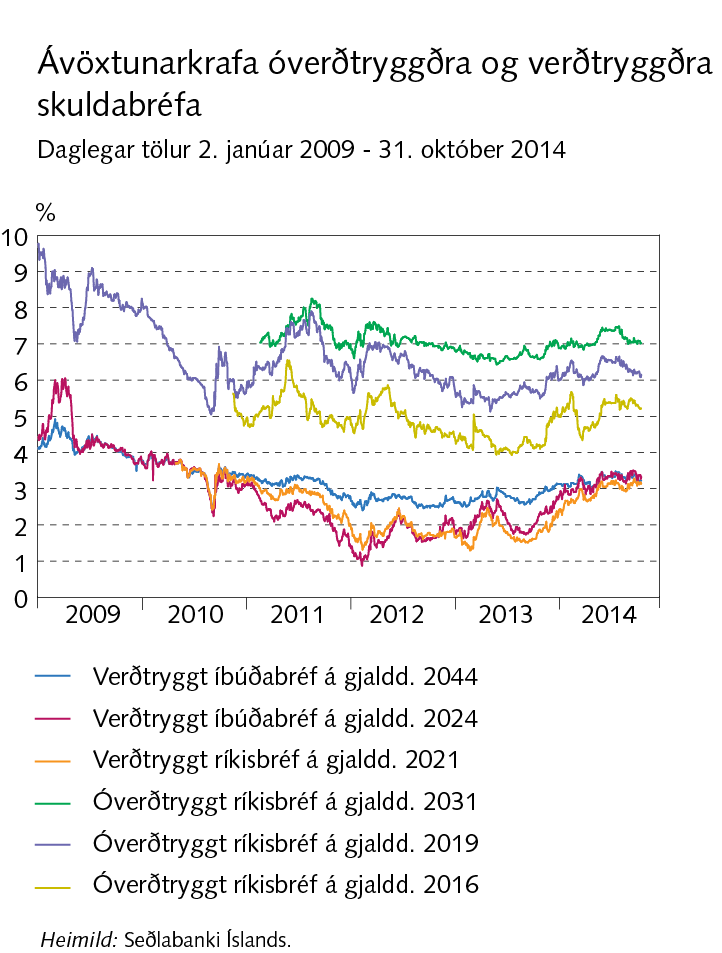 Ávöxtunarkrafa óverðtryggðra og verðtryggðra
skuldabréfa
Daglegar tölur 2. janúar 2009 - 31. október 2014
%
10
9
8
7
6
5
4
3
2
1
0
2009 2010 2011 2012 2013 2014
Verðtryggt íbúðabréf á gjaldd. 2044
Verðtryggt íbúðabréf á gjaldd. 2024
Verðtryggt ríkisbréf á gjaldd. 2021
Óverðtryggt ríkisbréf á gjaldd. 2031
Óverðtryggt ríkisbréf á gjaldd. 2019
Óverðtryggt ríkisbréf á gjaldd. 2016
Heimild: Seðlabanki Íslands.